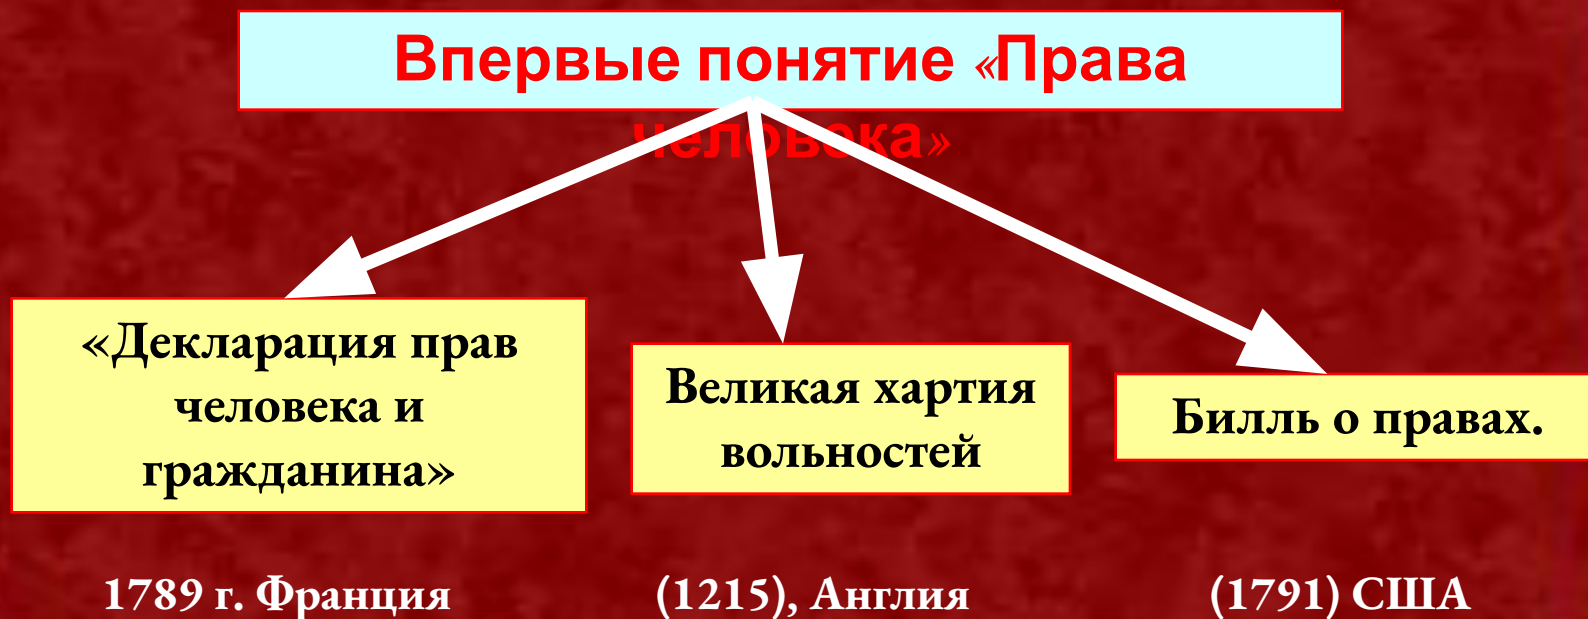 Впервые понятие «Права
человека»
«Декларация прав
человека и
гражданина»
Великая хартия
вольностей
Билль о правах.
1789 г. Франция
(1215), Англия
(1791) США